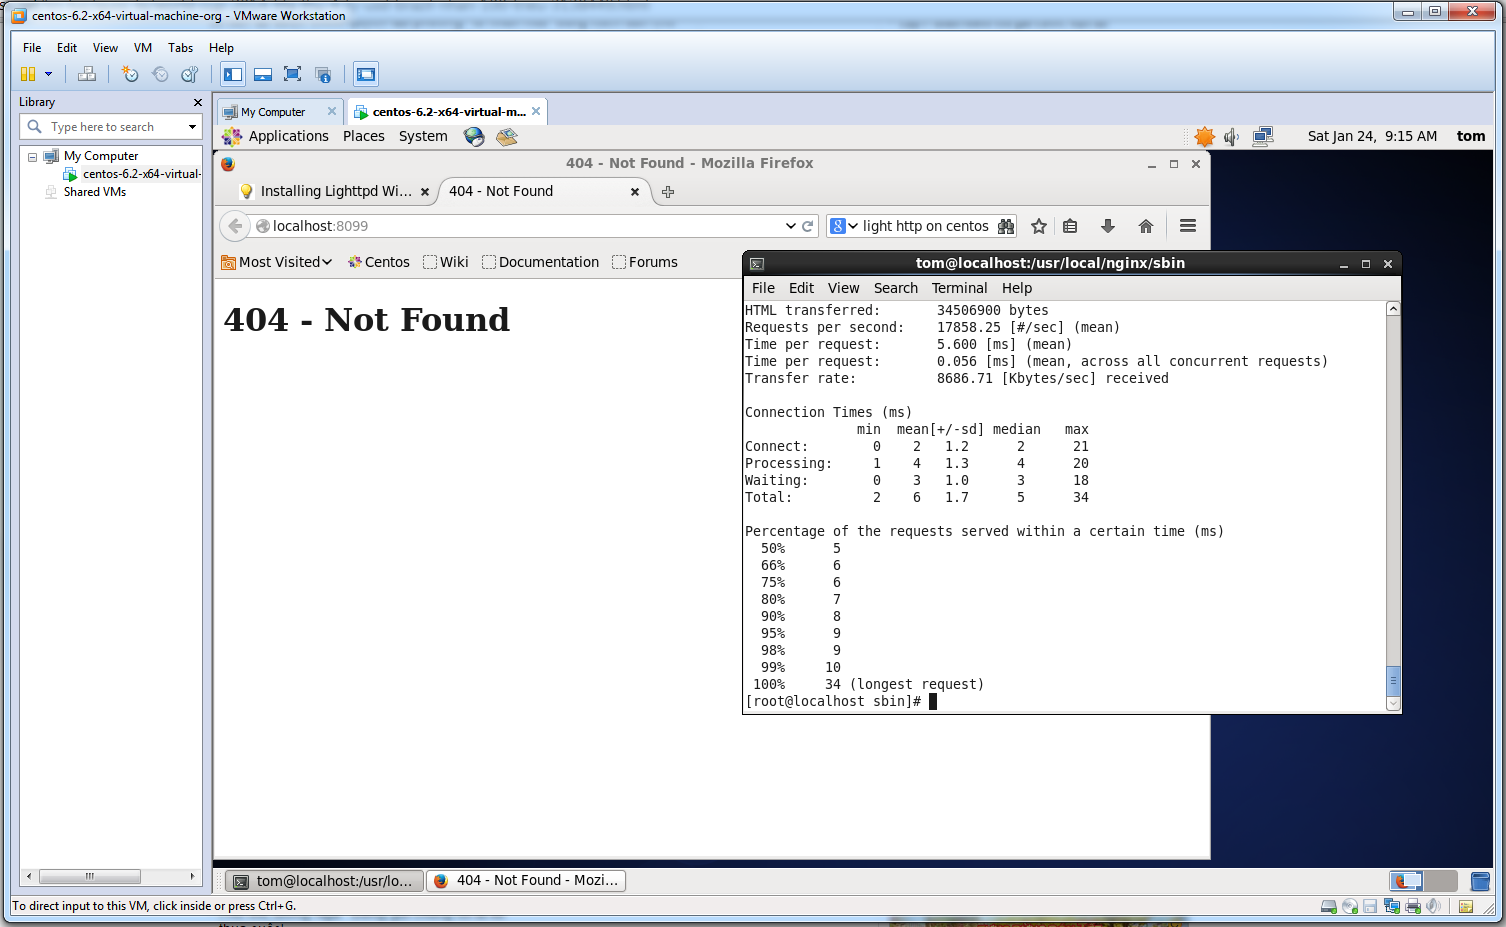 centos-6.2-x64-virtual-machine-org - VMware Workstation
File Edit View VM Tabs Help
Library
Type here to search
My Computer
centos-6.2-x64-virtual-
Shared VMs
My Computer
centos-6.2-x64-virtual-m...
Applications Places System
Sat Jan 24, 9:15 AM tom
404 - Not Found - Mozilla Firefox
Installing Lighttpd Wi...
404 - Not Found
localhost:8099
8 light http on centos
Most Visited
Centos
Wiki
Documentation
Forums
404 - Not Found
tom@localhost:/usr/local/nginx/sbin
File Edit View Search Terminal Help
HTML transferred: 34506900 bytes
Requests per second: 17858.25 [#/sec] (mean)
Time per request: 5.600 [ms] (mean)
Time per request: 0.056 [ms] (mean, across all concurrent requests)
Transfer rate: 8686.71 [Kbytes/sec] received
Connection Times (ms)
min mean[+/-sd] median max
Connect: 0 2 1.2 2 21
Processing: 1 4 1.3 4 20
Waiting: 0 3 1.0 3 18
Total: 2 6 1.7 5 34
Percentage of the requests served within a certain time (ms)
50% 5
66% 6
75% 6
80% 7
90% 8
95% 9
98% 9
99% 10
100% 34 (longest request)
[root@localhost sbin]#
tom@localhost:/usr/lo...
404 - Not Found - Mozi...
To direct input to this VM, click inside or press Ctrl+G.